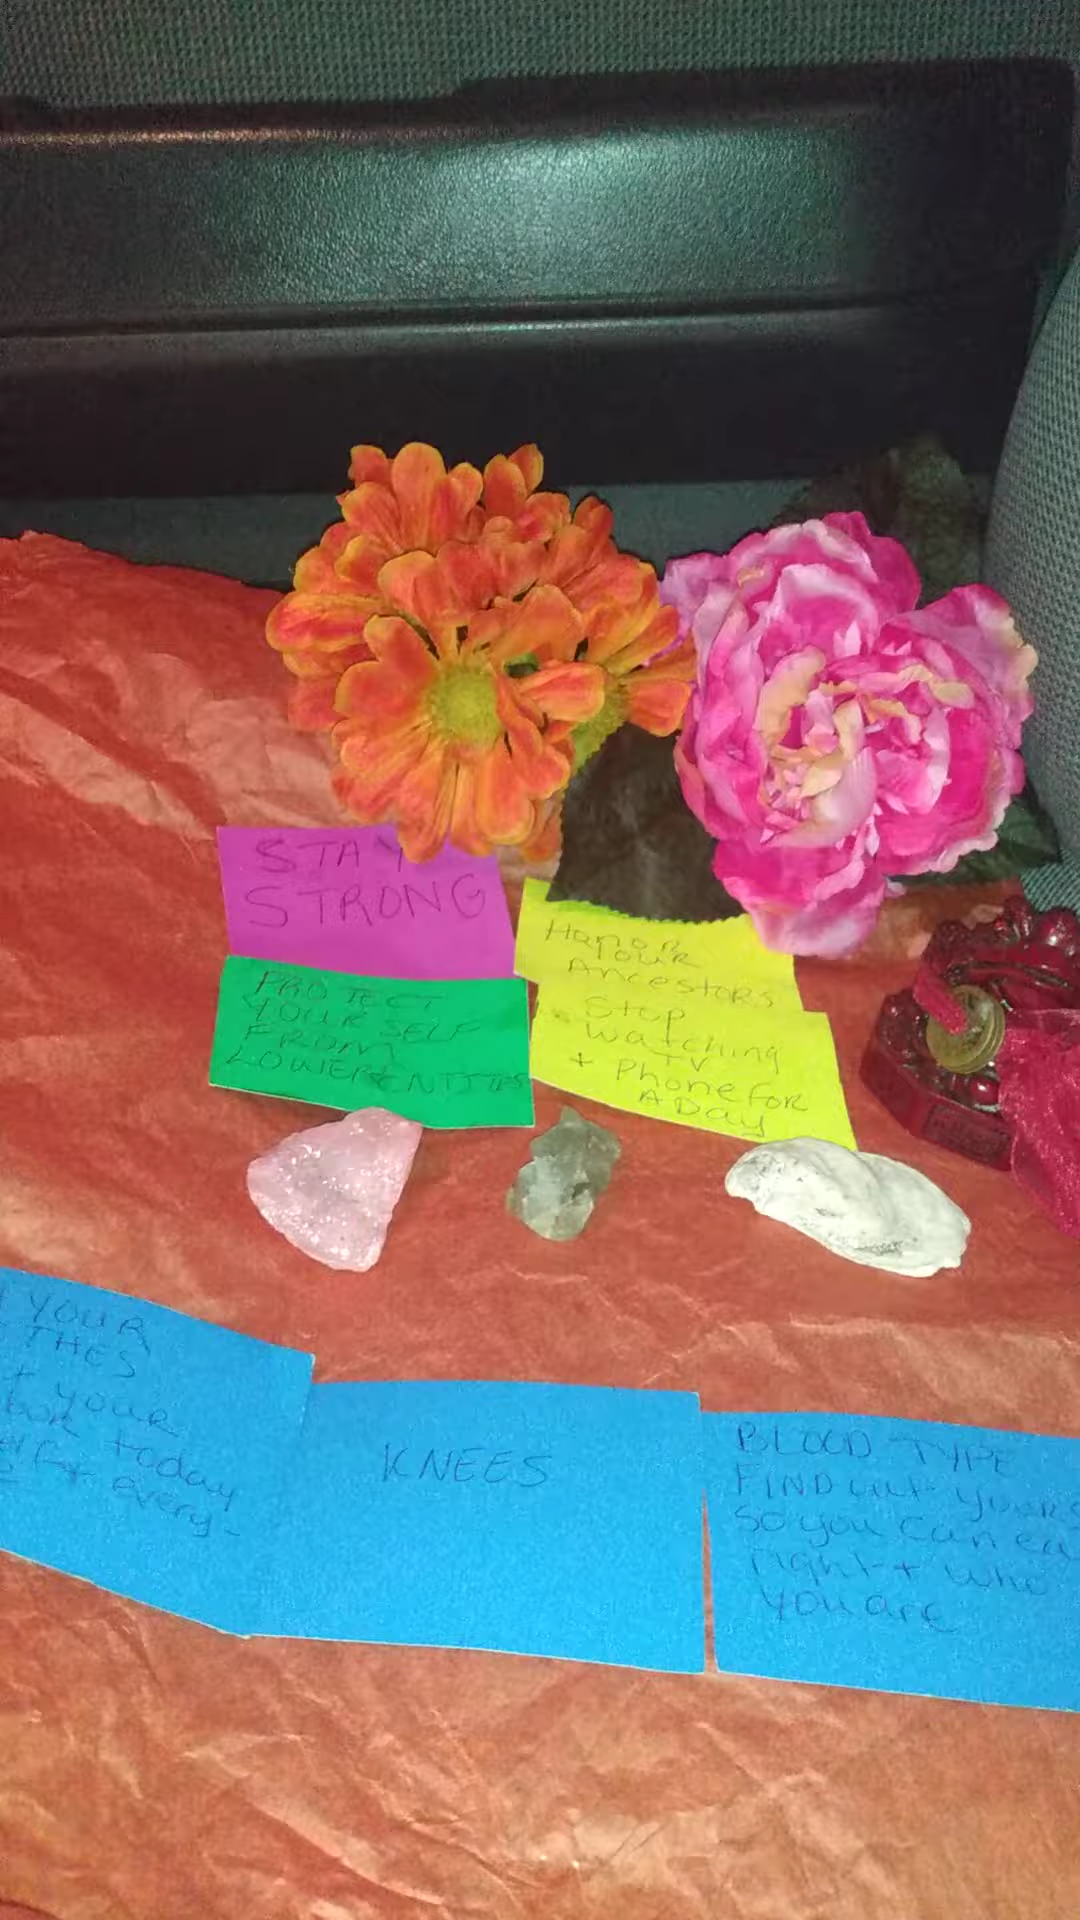 STAY
STRONG
PROTECT
YOUR SELF
FROM
LOWER ENTITIES
Honor
YOUR
ANCESTORS
Stop
watching
TV
+ Phone for
A Day
YOUR
THES
+ your
today
+ every-
KNEES
BLOOD TYPE
FIND out yours
so you can
right + who
you are